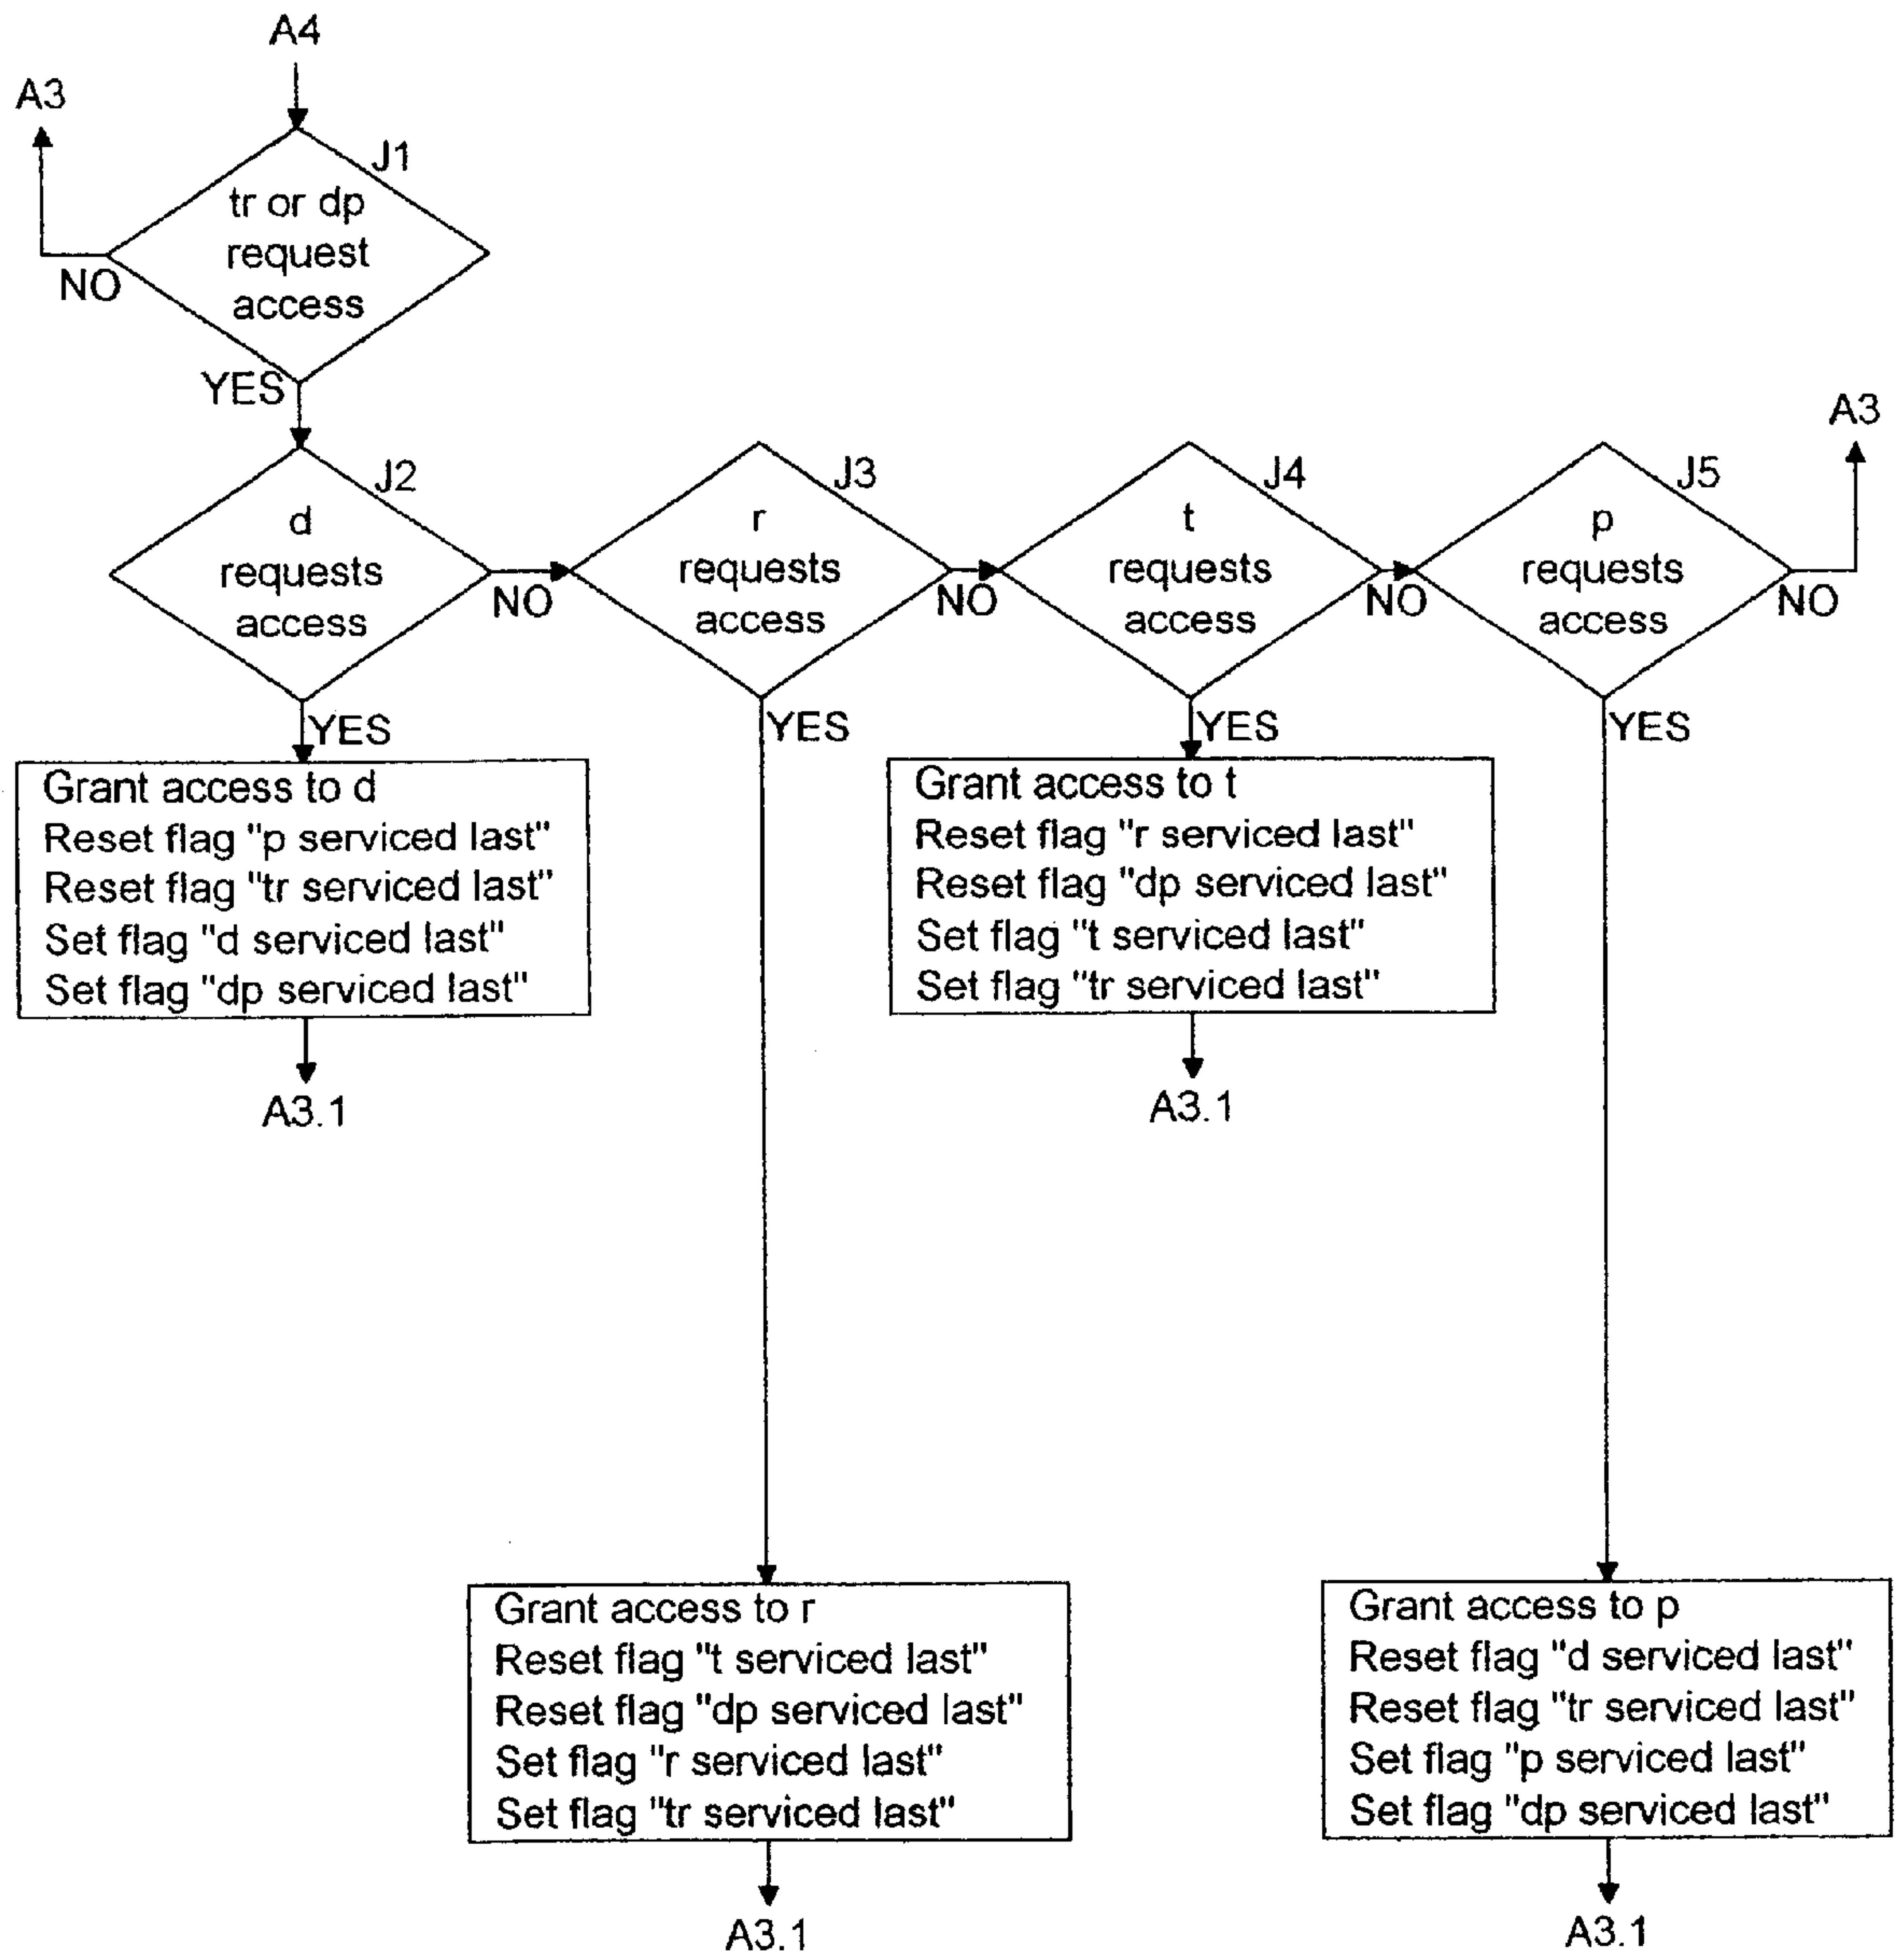 A4
A3
J1
tr or dp
request
access
NO
YES
A3
J2
d
requests
access
NO
J3
r
requests
access
NO
J4
t
requests
access
NO
J5
p
requests
access
NO
YES
YES
YES
YES
Grant access to d
Reset flag "p serviced last"
Reset flag "tr serviced last"
Set flag "d serviced last"
Set flag "dp serviced last"
A3.1
Grant access to t
Reset flag "r serviced last"
Reset flag "dp serviced last"
Set flag "t serviced last"
Set flag "tr serviced last"
A3.1
Grant access to r
Reset flag "t serviced last"
Reset flag "dp serviced last"
Set flag "r serviced last"
Set flag "tr serviced last"
A3.1
Grant access to p
Reset flag "d serviced last"
Reset flag "tr serviced last"
Set flag "p serviced last"
Set flag "dp serviced last"
A3.1